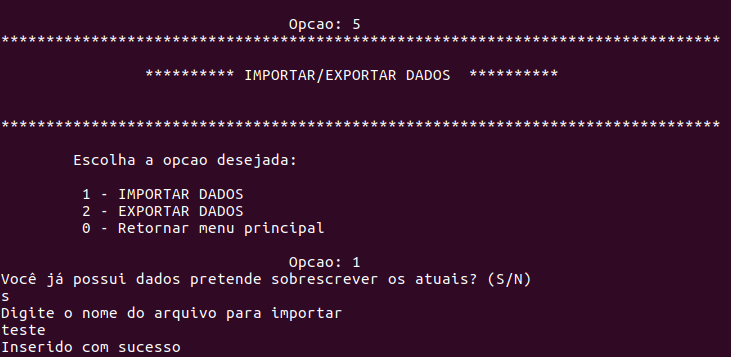 Opcao: 5
********************************************************************************
********** IMPORTAR/EXPORTAR DADOS **********
********************************************************************************
Escolha a opcao desejada:
1 - IMPORTAR DADOS
2 - EXPORTAR DADOS
0 - Retornar menu principal
Opcao: 1
Você já possui dados pretende sobrescrever os atuais? (S/N)
s
Digite o nome do arquivo para importar
teste
Inserido com sucesso